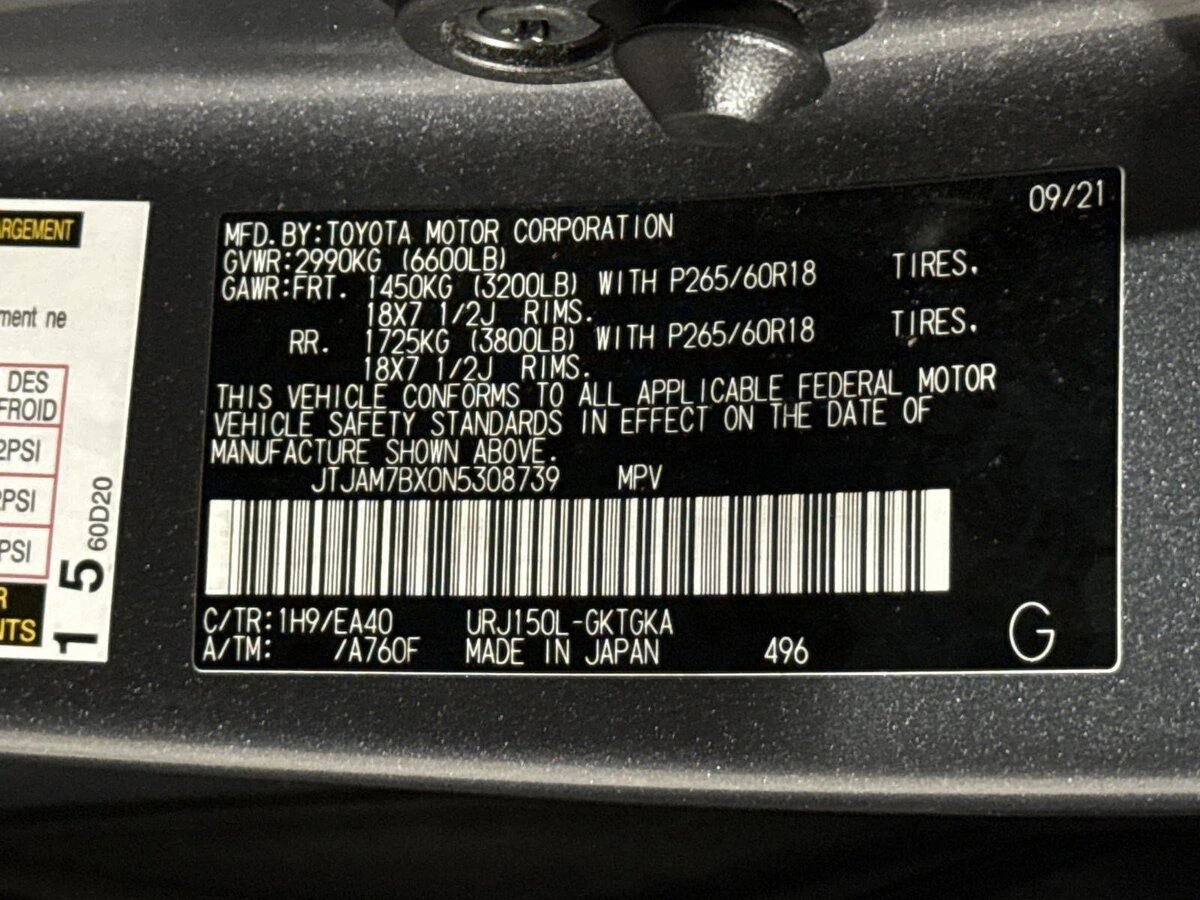 ARGEMENT
ment ne
DES
FROID
2PSI
PSI
PSI
R
NTS
1 5
60D20
09/21
MFD.BY:TOYOTA MOTOR CORPORATION
GVWR:2990KG (6600LB)
GAWR:FRT. 1450KG (3200LB) WITH P265/60R18 TIRES.
18X7 1/2J RIMS.
RR. 1725KG (3800LB) WITH P265/60R18 TIRES.
18X7 1/2J RIMS.
THIS VEHICLE CONFORMS TO ALL APPLICABLE FEDERAL MOTOR
VEHICLE SAFETY STANDARDS IN EFFECT ON THE DATE OF
MANUFACTURE SHOWN ABOVE.
JTJAM7BX0N5308739 MPV
C/TR:1H9/EA40 URJ150L-GKTGKA
A/TM: /A760F MADE IN JAPAN 496
G